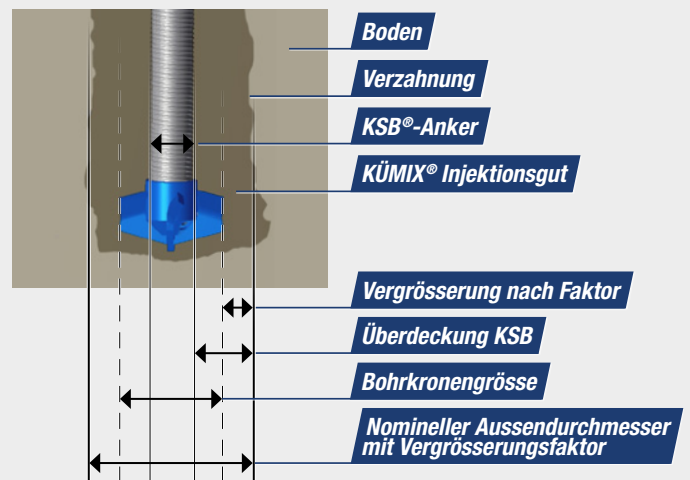 Boden
Verzahnung
KSB®-Anker
KÜMIX® Injektionsgut
Vergrösserung nach Faktor
Überdeckung KSB
Bohrkronengrösse
Nomineller Aussendurchmesser
mit Vergrösserungsfaktor